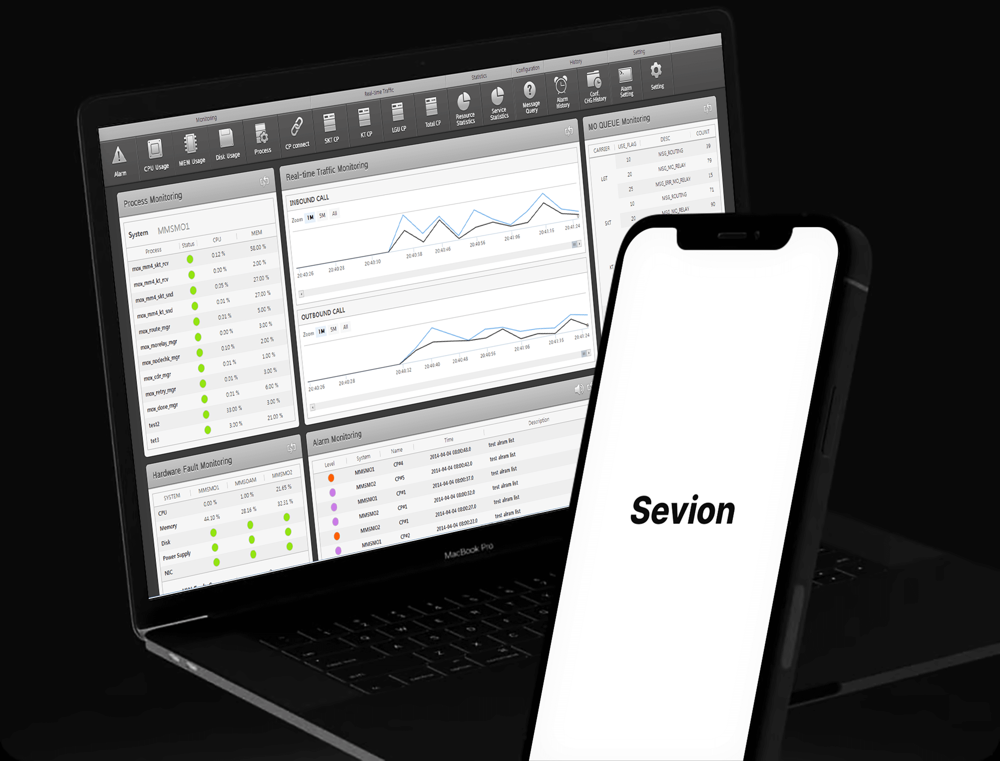 Monitoring
Real-time Traffic
Statistics
Configuration
History
Setting
Alarm
CPU Usage
MEM Usage
Disk Usage
Process
CP connect
SKT CP
KT CP
LGU CP
Total CP
Resource
Statistics
Service
Statistics
Message
Query
Alarm
History
Conf.
CHG History
Alarm
Setting
Setting
Process Monitoring
System MMSMO1
Process Status CPU MEM
mox_mm4_skt_rcv 0.12 % 58.00 %
mox_mm4_kt_rcv 0.00 % 2.00 %
mox_mm4_skt_snd 0.05 % 27.00 %
mox_mm4_kt_snd 0.01 % 27.00 %
mox_route_mgr 0.01 % 5.00 %
mox_morelay_mgr 0.00 % 3.00 %
mox_nodechk_mgr 0.10 % 2.00 %
mox_cdr_mgr 0.01 % 1.00 %
mox_retry_mgr 0.01 % 3.00 %
mox_done_mgr 0.01 % 6.00 %
test2 33.00 % 3.00 %
tet3 3.00 % 21.00 %
Real-time Traffic Monitoring
INBOUND CALL
Zoom 1M 5M All
0
20:40:26 20:40:28 20:40:30 20:40:38 20:40:46 20:40:56 20:41:06 20:41:16 20:41:24
OUTBOUND CALL
Zoom 1M 5M All
0
20:40:26 20:40:28 20:40:32 20:40:40 20:40:48 20:40:56 20:41:06 20:41:16 20:41:24
MO QUEUE Monitoring
CARRIER USE_FLAG DESC COUNT
10 MSG_ROUTING 39
LGT 20 MSG_MO_RELAY 79
25 MSG_ERR_MO_RELAY 15
10 MSG_ROUTING 71
SKT 20 MSG_MO_RELAY 90
KT
Hardware Fault Monitoring
SYSTEM MMSMO1 MMSOAM MMSMO2
CPU 0.00 % 1.00 % 21.65 %
Memory 44.10 % 28.16 % 32.31 %
Disk
Power Supply
NIC
Alarm Monitoring
Level System Name Time Description
MMSMO1 CP#4 2014-04-04 08:00:48.0 test alram list
MMSMO2 CP#5 2014-04-04 08:00:42.0 test alram list
MMSMO1 CP#1 2014-04-04 08:00:37.0 test alram list
MMSMO2 CP#1 2014-04-04 08:00:32.0 test alram list
MMSMO2 CP#1 2014-04-04 08:00:27.0 test alram list
MMSMO1 CP#2 2014-04-04 08:00:22.0 test alram list
MacBook Pro
Sevion